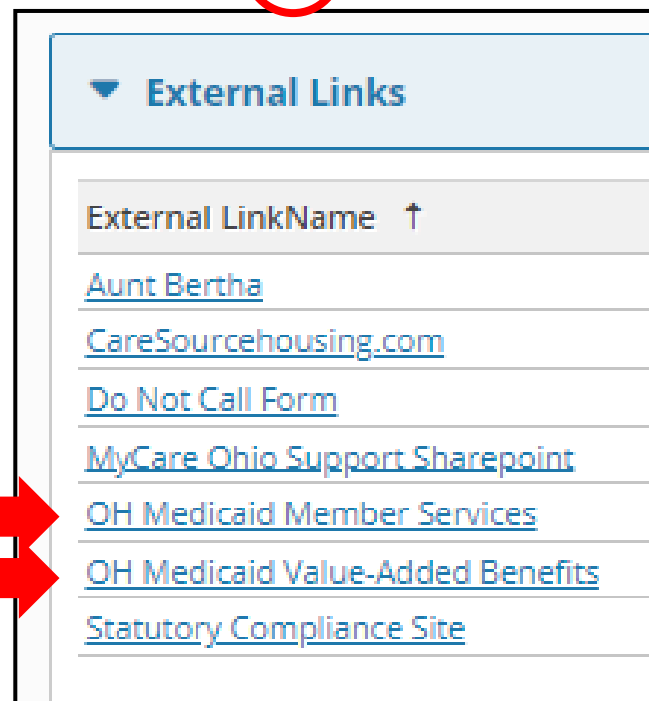 External Links
External LinkName ↑
Aunt Bertha
CareSourcehousing.com
Do Not Call Form
MyCare Ohio Support Sharepoint
OH Medicaid Member Services
OH Medicaid Value-Added Benefits
Statutory Compliance Site